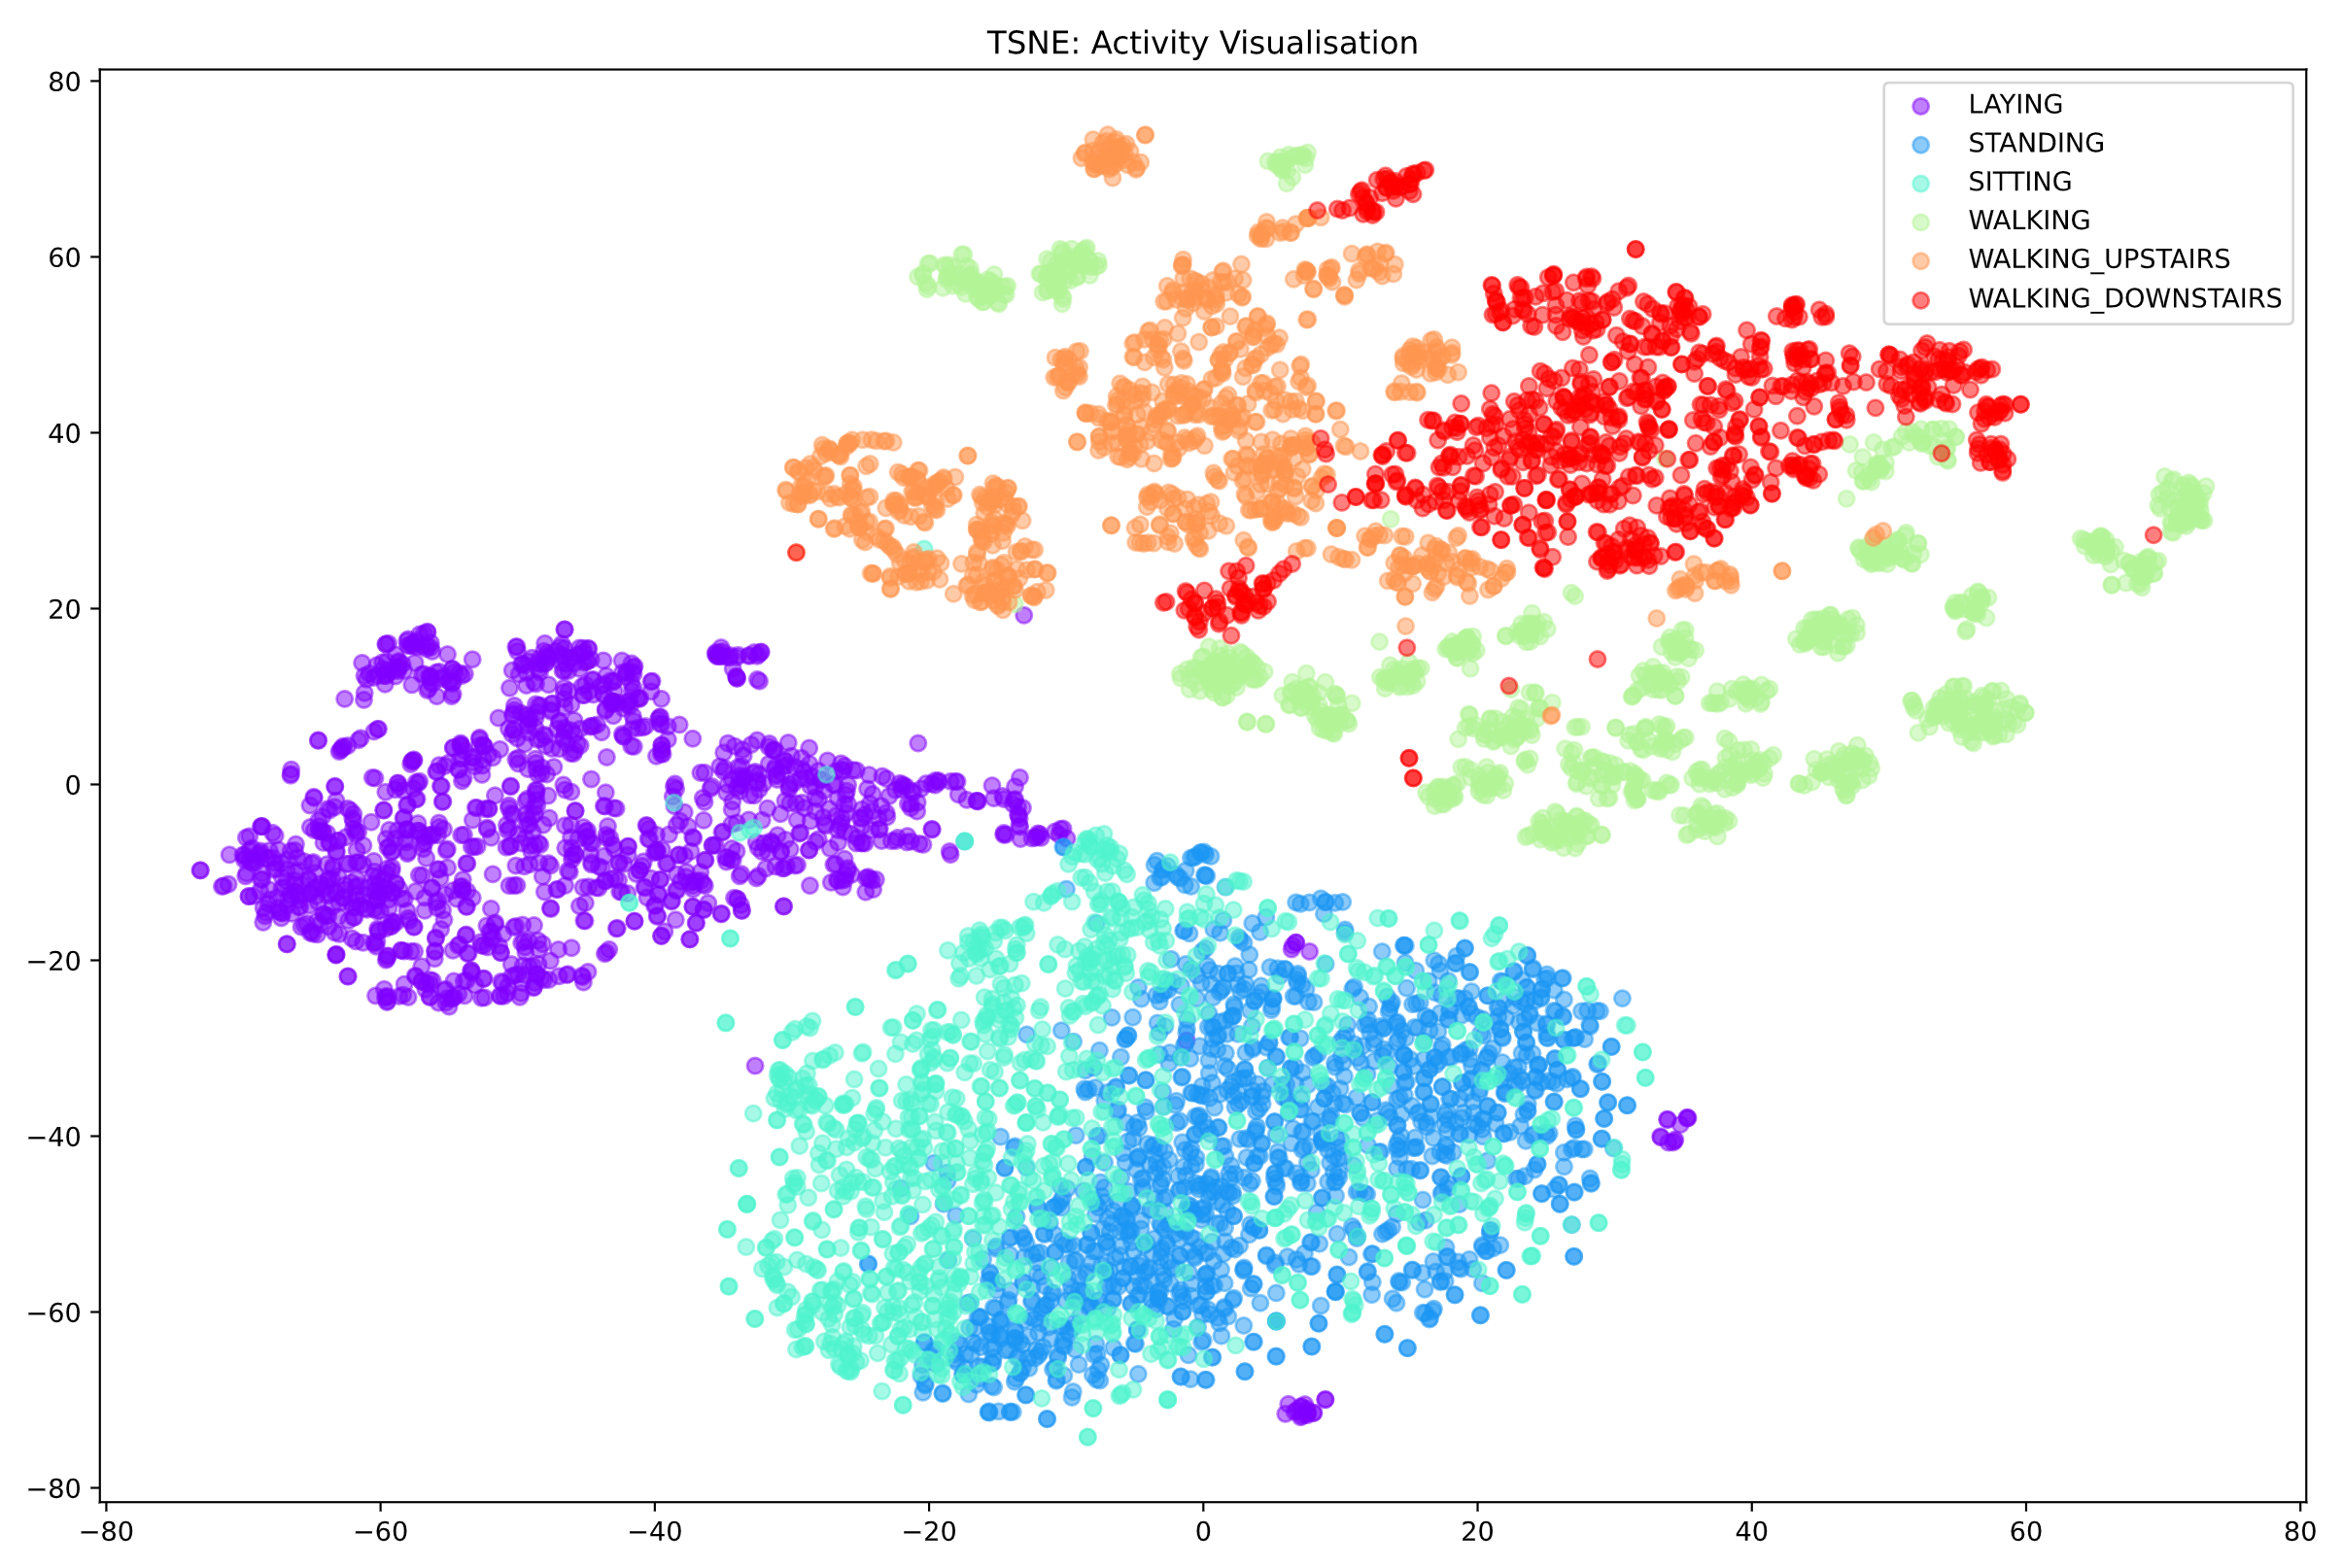 TSNE: Activity Visualisation
LAYING
STANDING
SITTING
WALKING
WALKING_UPSTAIRS
WALKING_DOWNSTAIRS
80
60
40
20
0
−20
−40
−60
−80
−80 −60 −40 −20 0 20 40 60 80